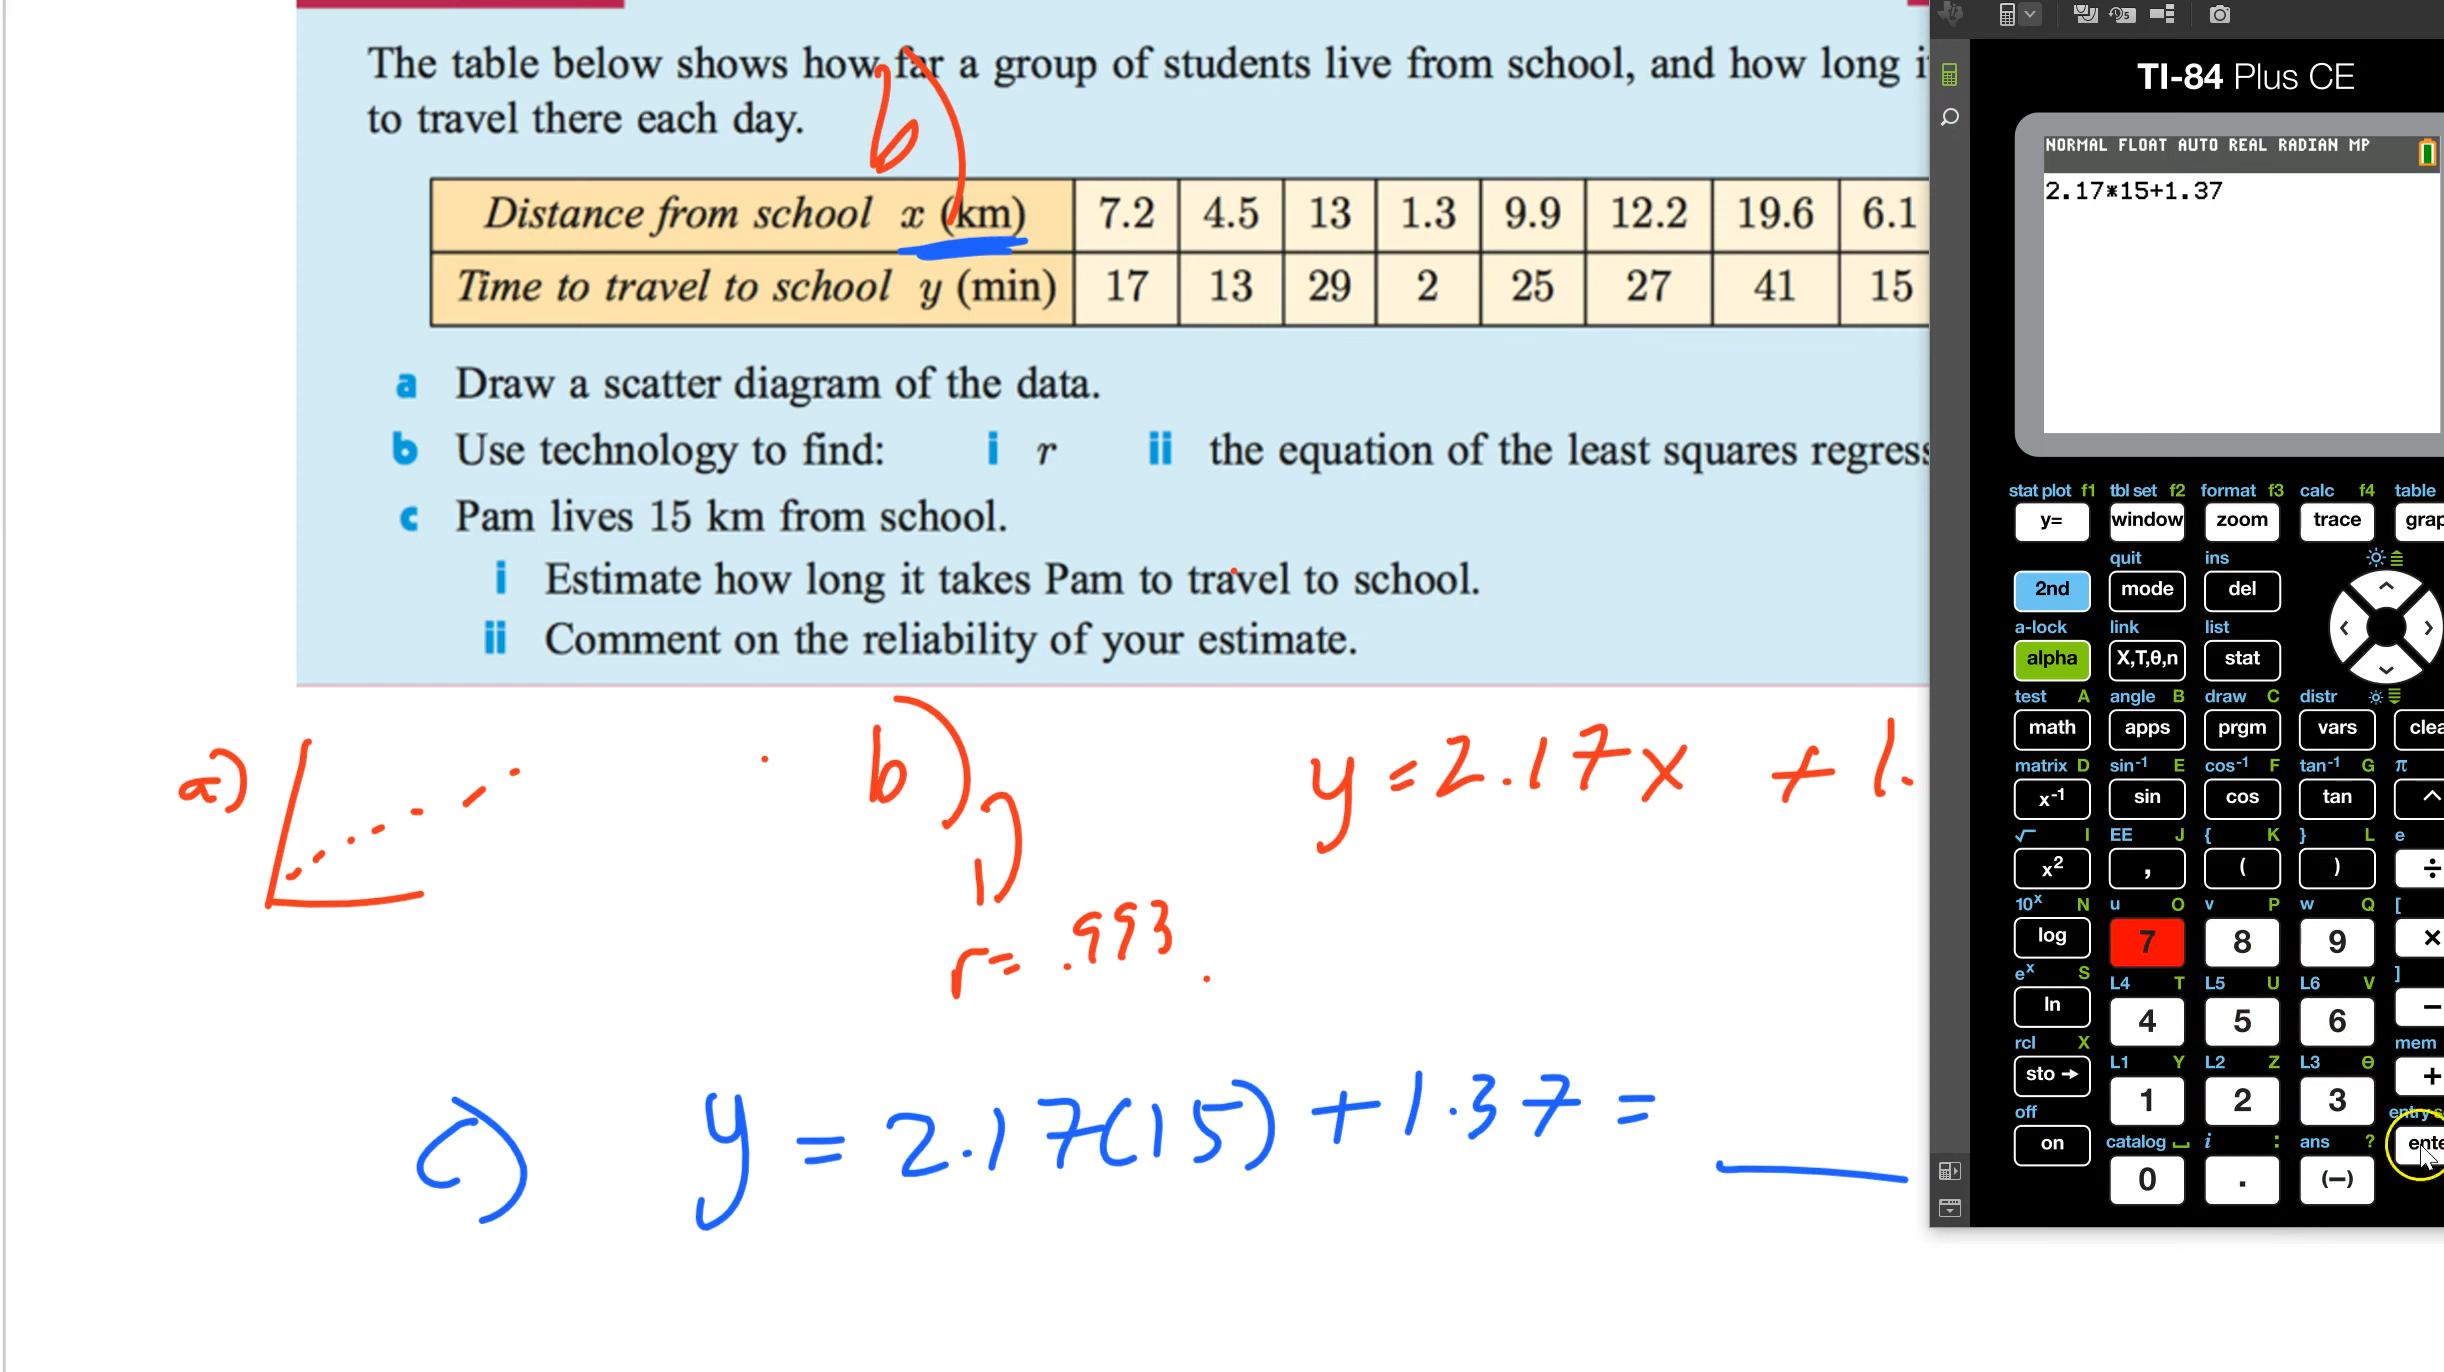 The table below shows how far a group of students live from school, and how long i
to travel there each day.
b)
Distance from school x (km) 7.2 4.5 13 1.3 9.9 12.2 19.6 6.1
Time to travel to school y (min) 17 13 29 2 25 27 41 15
a Draw a scatter diagram of the data.
b Use technology to find: i r ii the equation of the least squares regress
c Pam lives 15 km from school.
i Estimate how long it takes Pam to travel to school.
ii Comment on the reliability of your estimate.
a) b) y = 2.17x + 1.
1)
r = .993
c) y = 2.17(15) + 1.37 =
TI-84 Plus CE
NORMAL FLOAT AUTO REAL RADIAN MP
2.17*15+1.37
stat plot f1 tbl set f2 format f3 calc f4 table
y= window zoom trace grap
quit ins
2nd mode del
a-lock link list
alpha X,T,θ,n stat
test A angle B draw C distr
math apps prgm vars clea
matrix D sin⁻¹ E cos⁻¹ F tan⁻¹ G π
x⁻¹ sin cos tan ^
√ I EE J { K } L e
x² , ( ) ÷
10ˣ N u O v P w Q [
log 7 8 9 ×
eˣ S L4 T L5 U L6 V ]
ln 4 5 6 −
rcl X L1 Y L2 Z L3 θ mem
sto → 1 2 3 +
off catalog i : ans ? entry s
on 0 . (−) ente